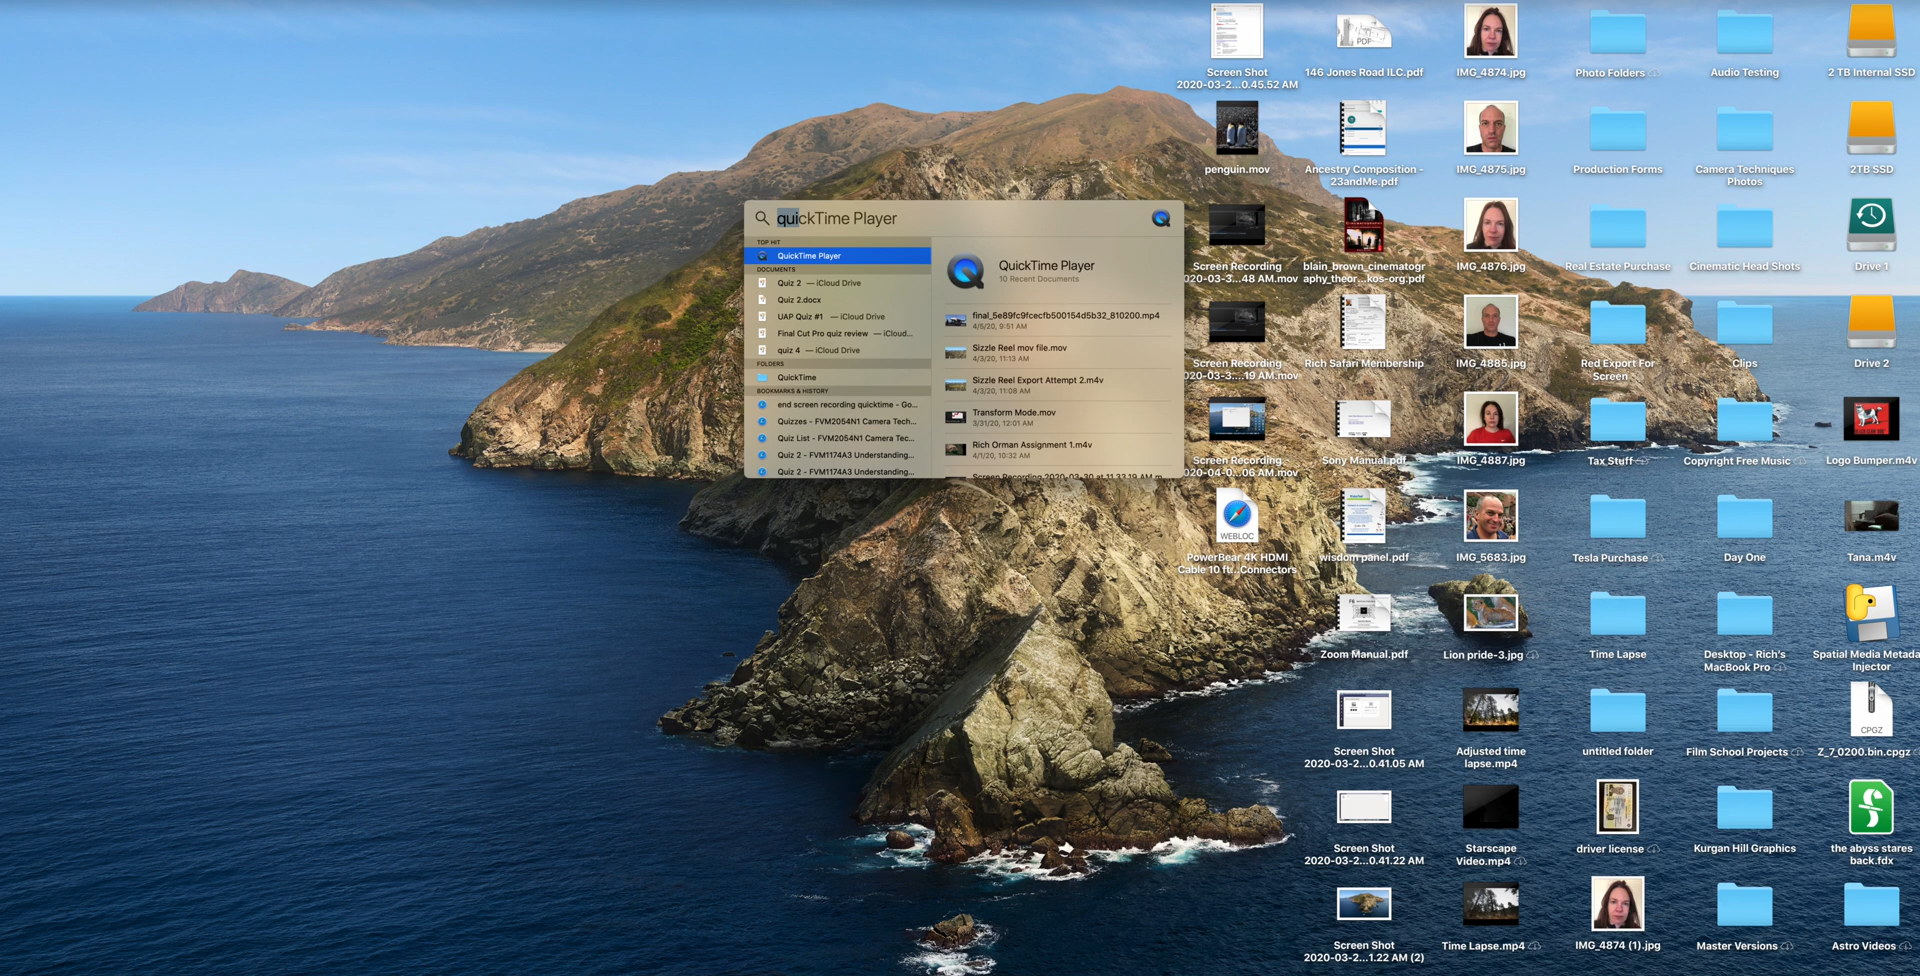 quickTime Player
TOP HIT
QuickTime Player
DOCUMENTS
Quiz 2 — iCloud Drive
Quiz 2.docx
UAP Quiz #1 — iCloud Drive
Final Cut Pro quiz review — iCloud...
quiz 4 — iCloud Drive
FOLDERS
QuickTime
BOOKMARKS & HISTORY
end screen recording quicktime - Go...
Quizzes - FVM2054N1 Camera Tech...
Quiz List - FVM2054N1 Camera Tec...
Quiz 2 - FVM1174A3 Understanding...
Quiz 2 - FVM1174A3 Understanding...
QuickTime Player
10 Recent Documents
final_5e89fc9fcecfb500154d5b32_810200.mp4
4/5/20, 9:51 AM
Sizzle Reel mov file.mov
4/3/20, 11:13 AM
Sizzle Reel Export Attempt 2.m4v
4/3/20, 11:08 AM
Transform Mode.mov
3/31/20, 12:01 AM
Rich Orman Assignment 1.m4v
4/1/20, 10:32 AM
Screen Recording 2020-03-30 at 11.33.19 AM.m
Screen Shot
2020-03-2...0.45.52 AM
146 Jones Road ILC.pdf
PDF
IMG_4874.jpg
Photo Folders
Audio Testing
2 TB Internal SSD
penguin.mov
Ancestry Composition -
23andMe.pdf
IMG_4875.jpg
Production Forms
Camera Techniques
Photos
2TB SSD
Screen Recording
020-03-3...48 AM.mov
blain_brown_cinematogr
aphy_theor...kos-org.pdf
IMG_4876.jpg
Real Estate Purchase
Cinematic Head Shots
Drive 1
Screen Recording
020-03-3....19 AM.mov
Rich Safari Membership
IMG_4885.jpg
Red Export For
Screen
Clips
Drive 2
Screen Recording
020-04-0...06 AM.mov
Sony Manual.pdf
IMG_4887.jpg
Tax Stuff
Copyright Free Music
Logo Bumper.m4v
WEBLOC
PowerBear 4K HDMI
Cable 10 ft...Connectors
wisdom panel.pdf
IMG_5683.jpg
Tesla Purchase
Day One
Tana.m4v
Zoom Manual.pdf
Lion pride-3.jpg
Time Lapse
Desktop - Rich's
MacBook Pro
Spatial Media Metada
Injector
Screen Shot
2020-03-2...0.41.05 AM
Adjusted time
lapse.mp4
untitled folder
Film School Projects
CPGZ
Z_7_0200.bin.cpgz
Screen Shot
2020-03-2...0.41.22 AM
Starscape
Video.mp4
driver license
Kurgan Hill Graphics
the abyss stares
back.fdx
Screen Shot
2020-03-2...1.22 AM (2)
Time Lapse.mp4
IMG_4874 (1).jpg
Master Versions
Astro Videos